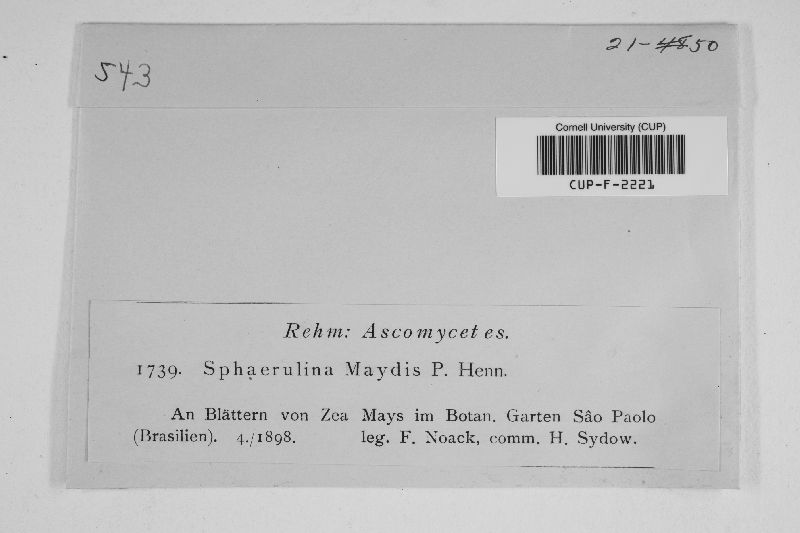 21-4850
543
Cornell University (CUP)
CUP-F-2221
Rehm: Ascomycetes.
1739. Sphaerulina Maydis P. Henn.
An Blättern von Zea Mays im Botan. Garten Sâo Paolo
(Brasilien). 4./1898. leg. F. Noack, comm. H. Sydow.